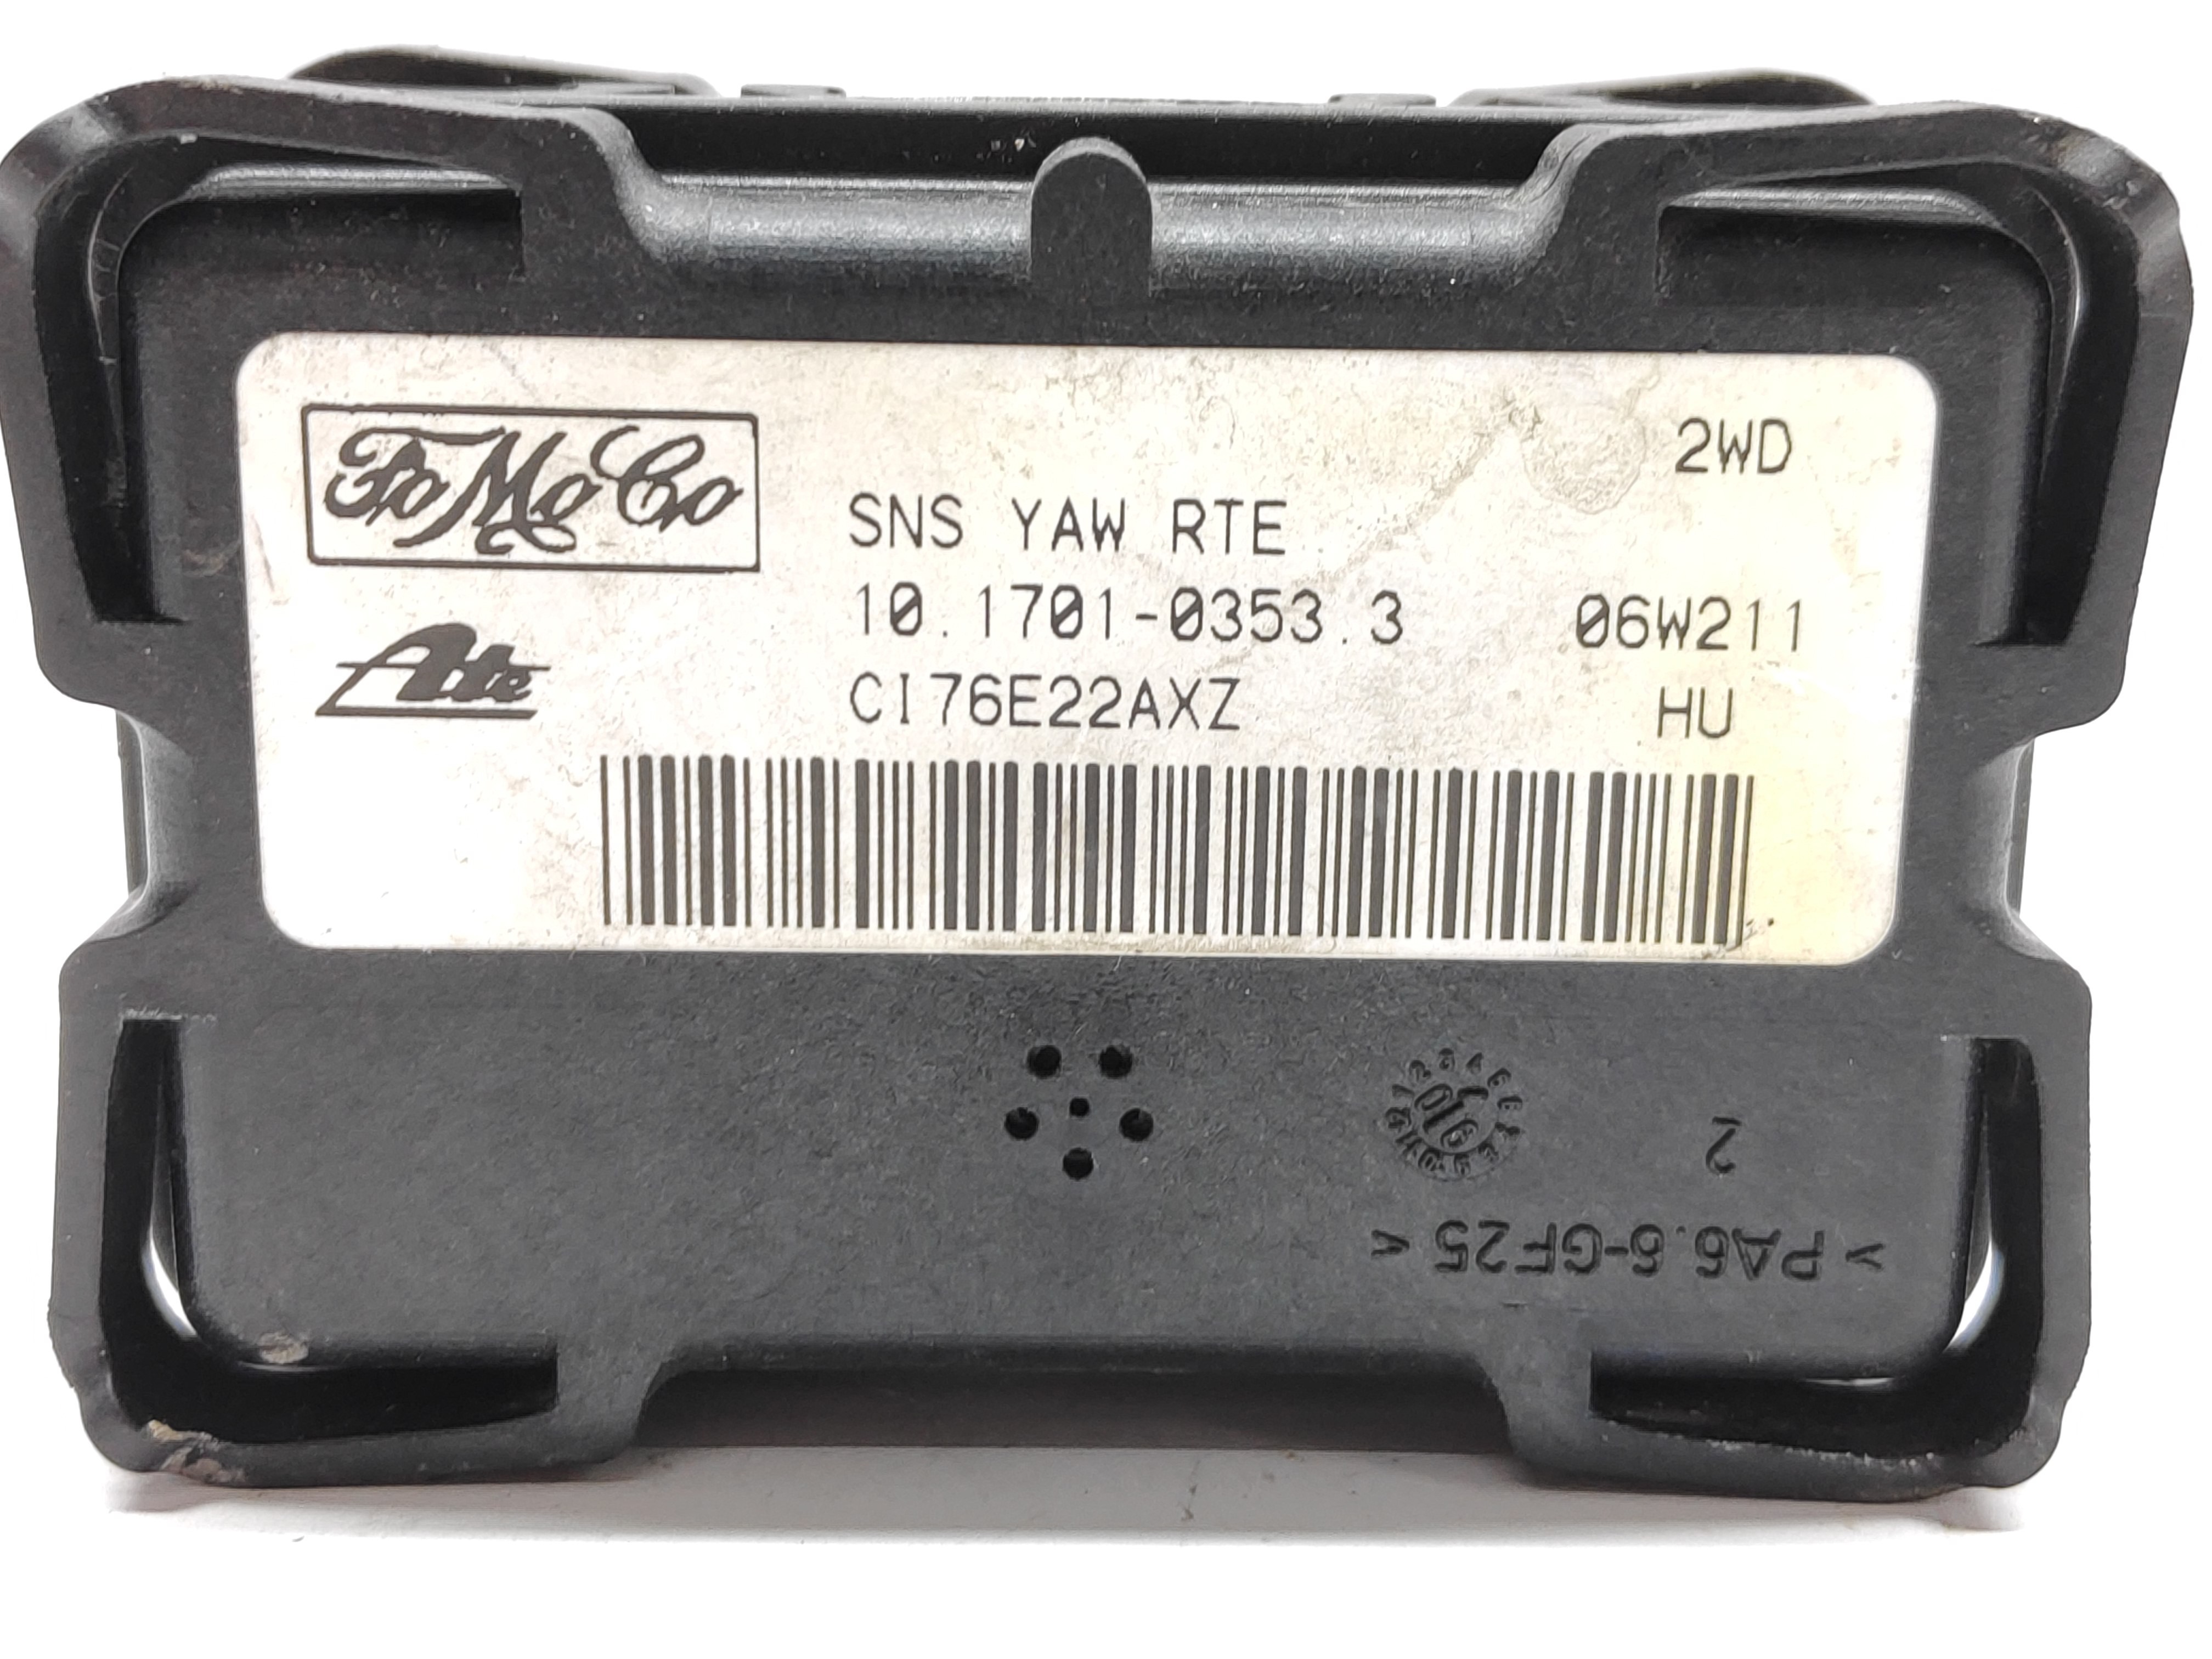 FoMoCo
2WD
SNS YAW RTE
10.1701-0353.3 06W211
Ate
CI76E22AXZ HU
2
>PA6.6-GF25<